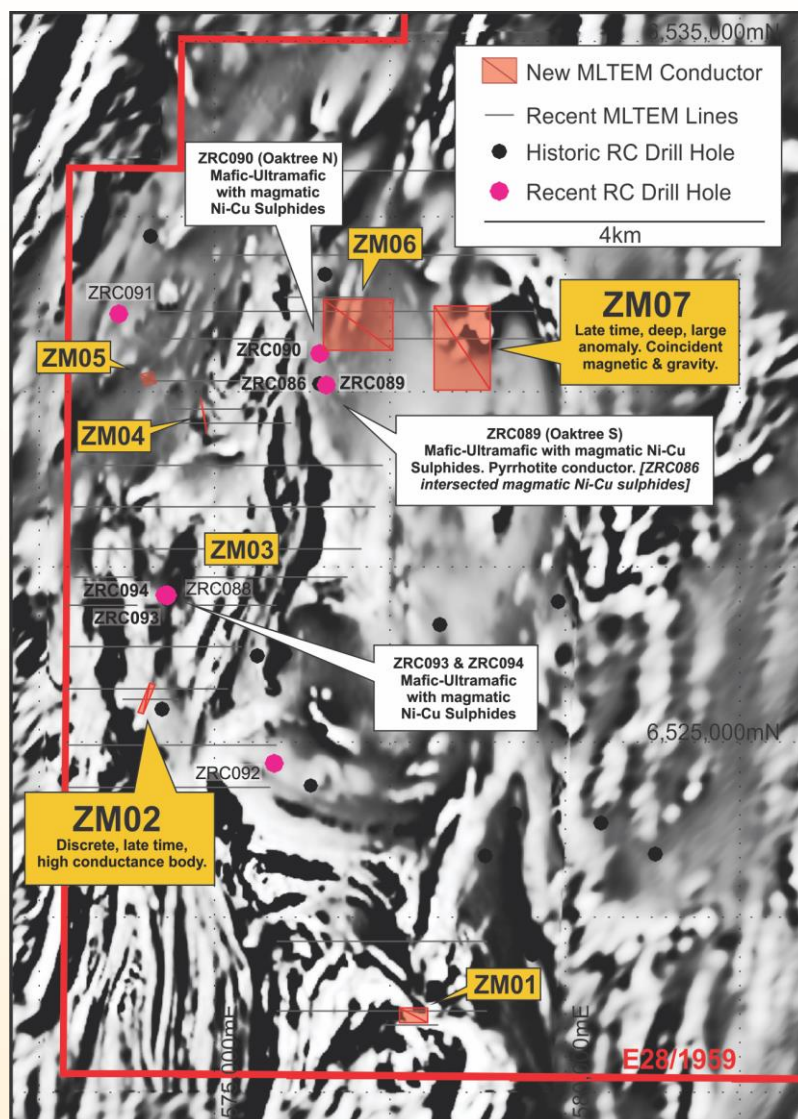 6,535,000mN
New MLTEM Conductor
Recent MLTEM Lines
Historic RC Drill Hole
Recent RC Drill Hole
4km
ZRC090 (Oaktree N)
Mafic-Ultramafic
with magmatic
Ni-Cu Sulphides
ZM06
ZM07
Late time, deep, large
anomaly. Coincident
magnetic & gravity.
ZRC091
ZRC090
ZM05
ZRC086
ZRC089
ZM04
ZRC089 (Oaktree S)
Mafic-Ultramafic with magmatic Ni-Cu
Sulphides. Pyrrhotite conductor. [ZRC086
intersected magmatic Ni-Cu sulphides]
ZM03
ZRC094
ZRC088
ZRC093
ZRC093 & ZRC094
Mafic-Ultramafic
with magmatic
Ni-Cu Sulphides
6,525,000mN
ZRC092
ZM02
Discrete, late time,
high conductance body.
ZM01
575,000mE
E28/1959